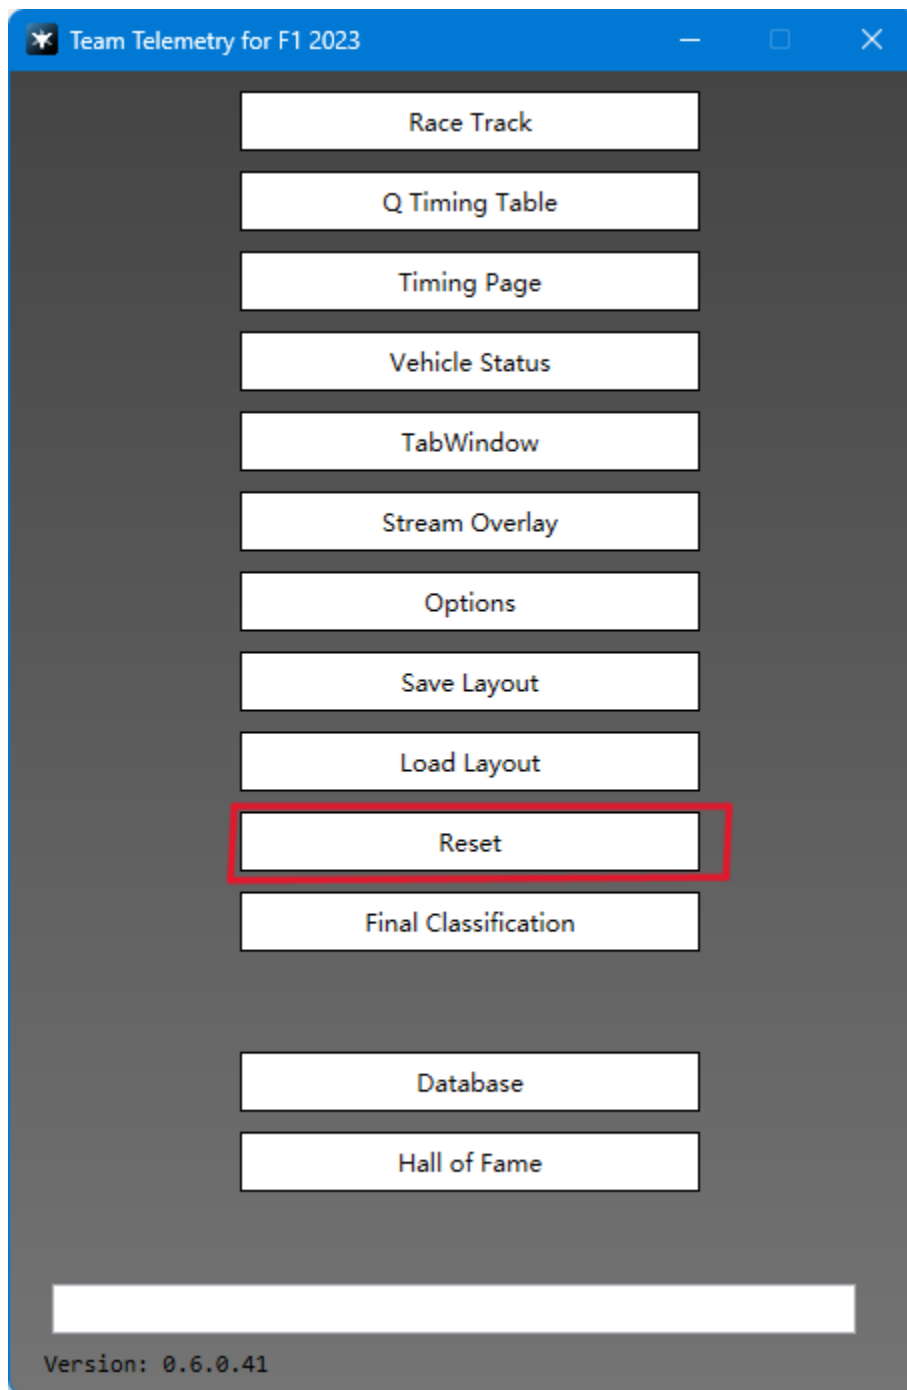 Team Telemetry for F1 2023
Race Track
Q Timing Table
Timing Page
Vehicle Status
TabWindow
Stream Overlay
Options
Save Layout
Load Layout
Reset
Final Classification
Database
Hall of Fame
Version: 0.6.0.41